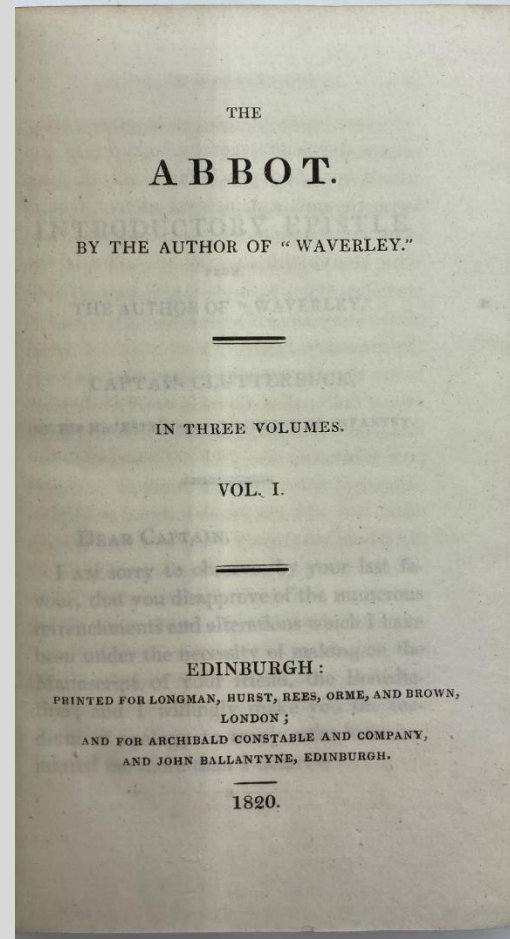 THE
ABBOT.
BY THE AUTHOR OF “ WAVERLEY.”
IN THREE VOLUMES.
VOL. I.
EDINBURGH :
PRINTED FOR LONGMAN, HURST, REES, ORME, AND BROWN,
LONDON ;
AND FOR ARCHIBALD CONSTABLE AND COMPANY,
AND JOHN BALLANTYNE, EDINBURGH.
1820.